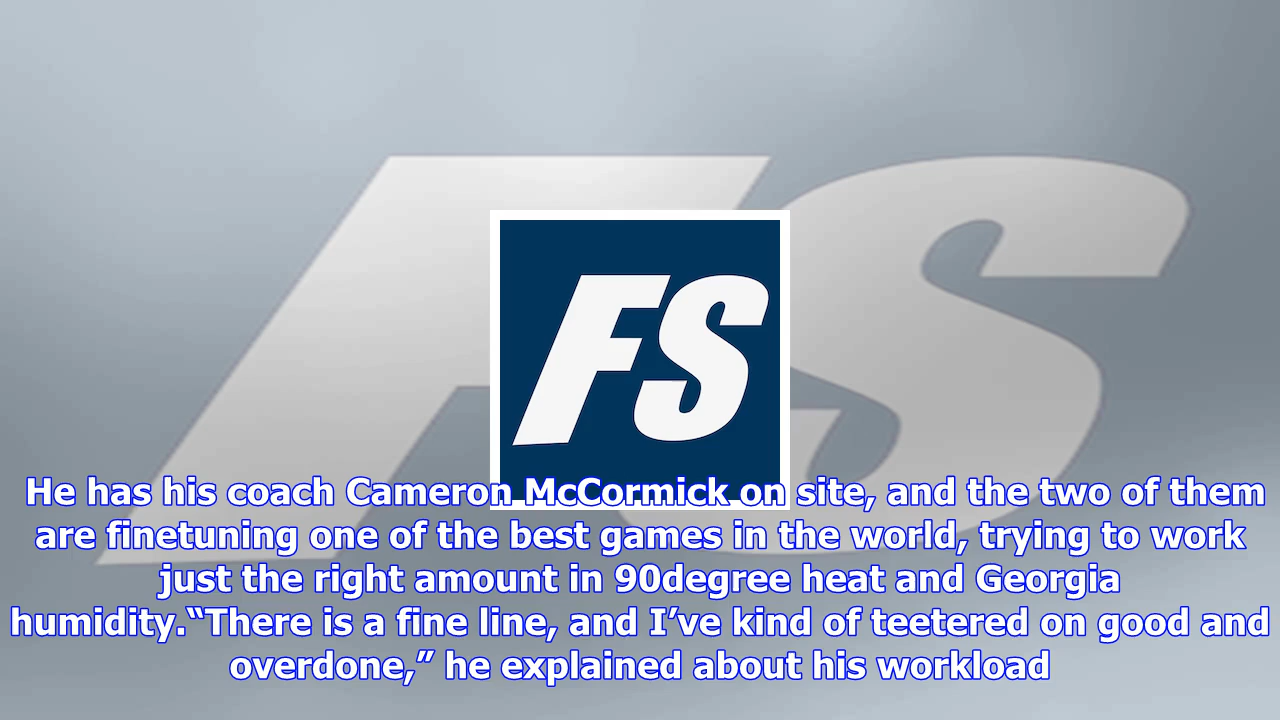 FS
FS
He has his coach Cameron McCormick on site, and the two of them
are finetuning one of the best games in the world, trying to work
just the right amount in 90degree heat and Georgia
humidity.“There is a fine line, and I’ve kind of teetered on good and
overdone,” he explained about his workload